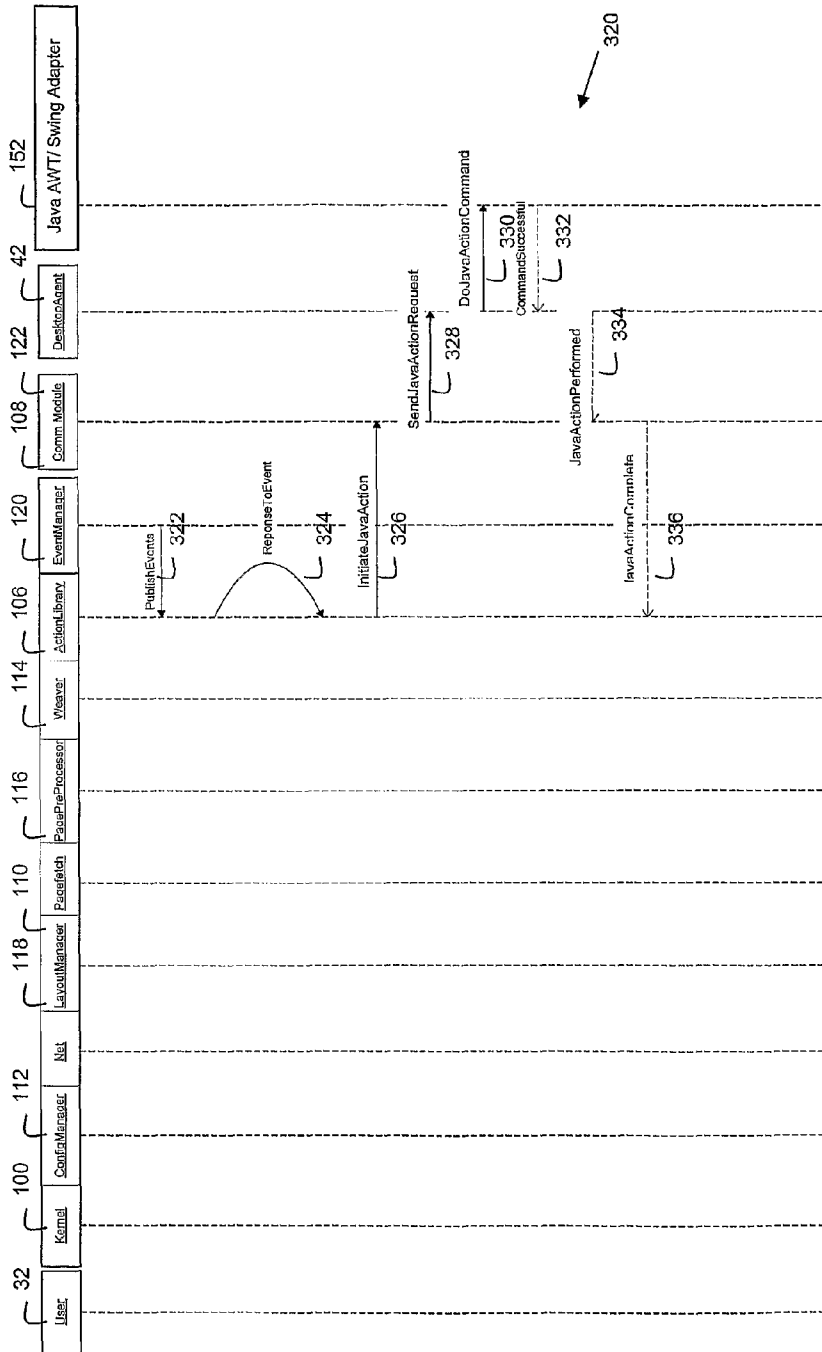 32
100
112
118
110
116
114
106
120
108
122
42
152
User
Kernel
ConfigManager
Net
LayoutManager
Pagefetch
PagePreProcessor
Weaver
ActionLibrary
EventManager
Comm Module
DesktopAgent
Java AWT/ Swing Adapter
PublishEvents
322
ReponseToEvent
324
InitiateJavaAction
326
SendJavaActionRequest
328
DoJavaActionCommand
330
CommandSuccessful
332
JavaActionPerformed
334
JavaActionComplete
336
320